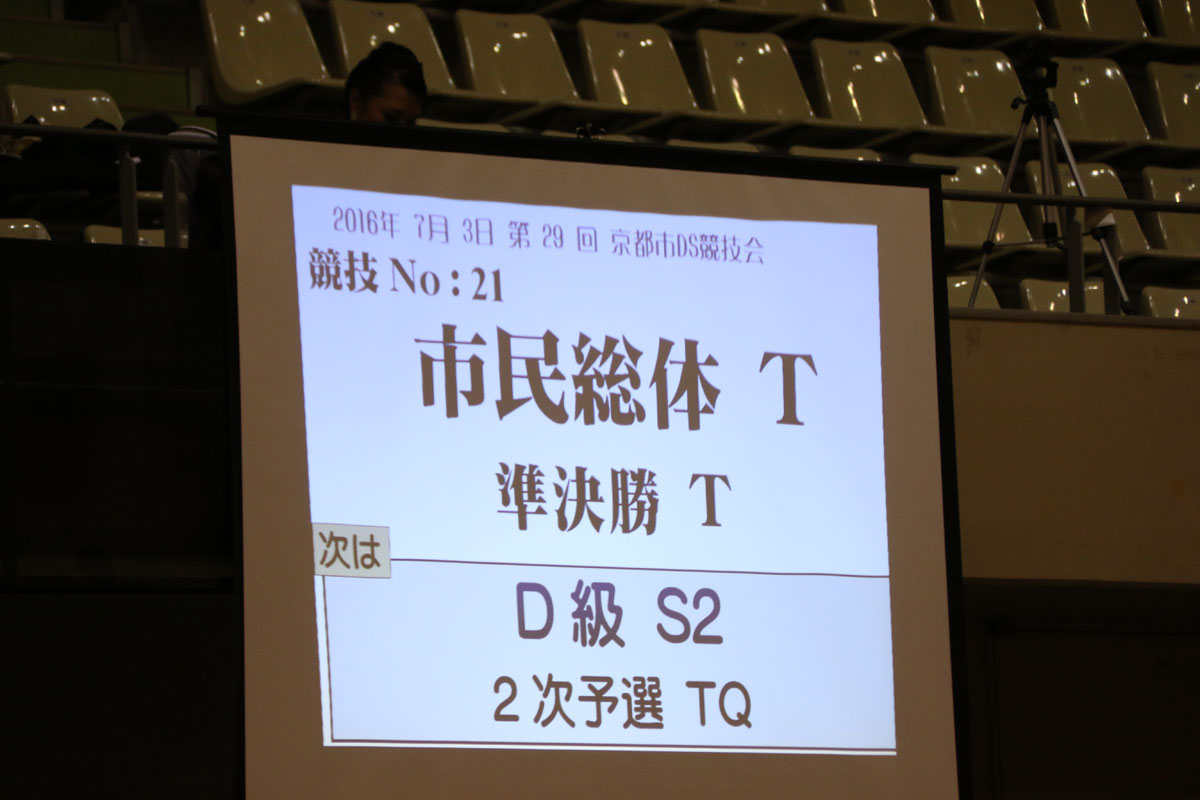 2016年 7月 3日 第 29 回 京都市DS競技会
競技 No : 21
市民総体 T
準決勝 T
次は
D級 S2
2次予選 TQ